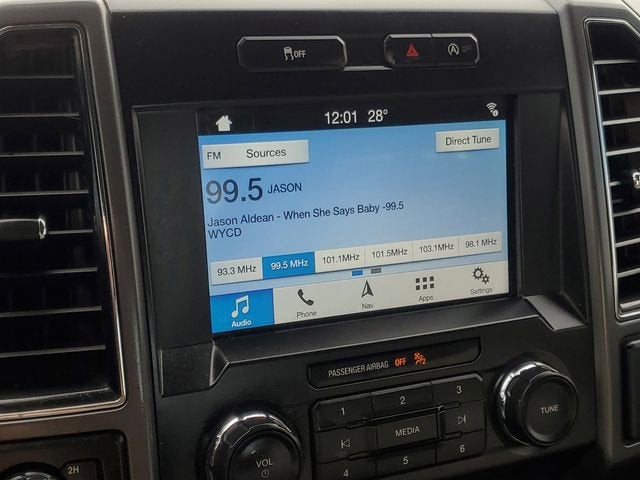 OFF
12:01 28°
FM Sources
Direct Tune
99.5 JASON
Jason Aldean - When She Says Baby -99.5
WYCD
93.3 MHz 99.5 MHz 101.1MHz 101.5MHz 103.1MHz 98.1 MHz
Audio Phone Nav Apps Settings
PASSENGER AIRBAG OFF
1 2 3
MEDIA
4 5 6
VOL
TUNE
2H